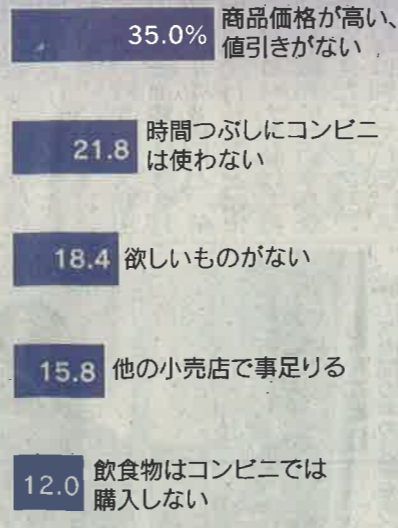 35.0% 商品価格が高い、
値引きがない
21.8 時間つぶしにコンビニ
は使わない
18.4 欲しいものがない
15.8 他の小売店で事足りる
12.0 飲食物はコンビニでは
購入しない